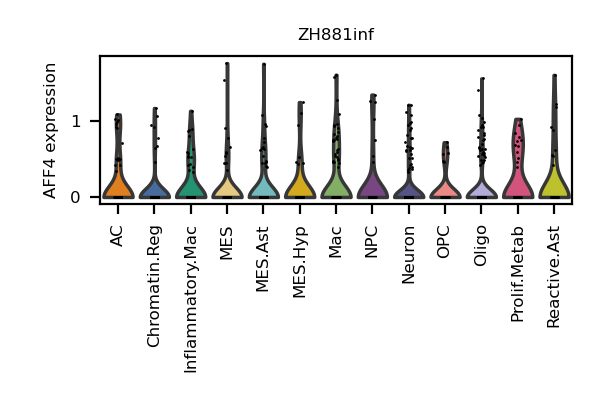 ZH881inf
AFF4 expression
1
0
AC
Chromatin.Reg
Inflammatory.Mac
MES
MES.Ast
MES.Hyp
Mac
NPC
Neuron
OPC
Oligo
Prolif.Metab
Reactive.Ast